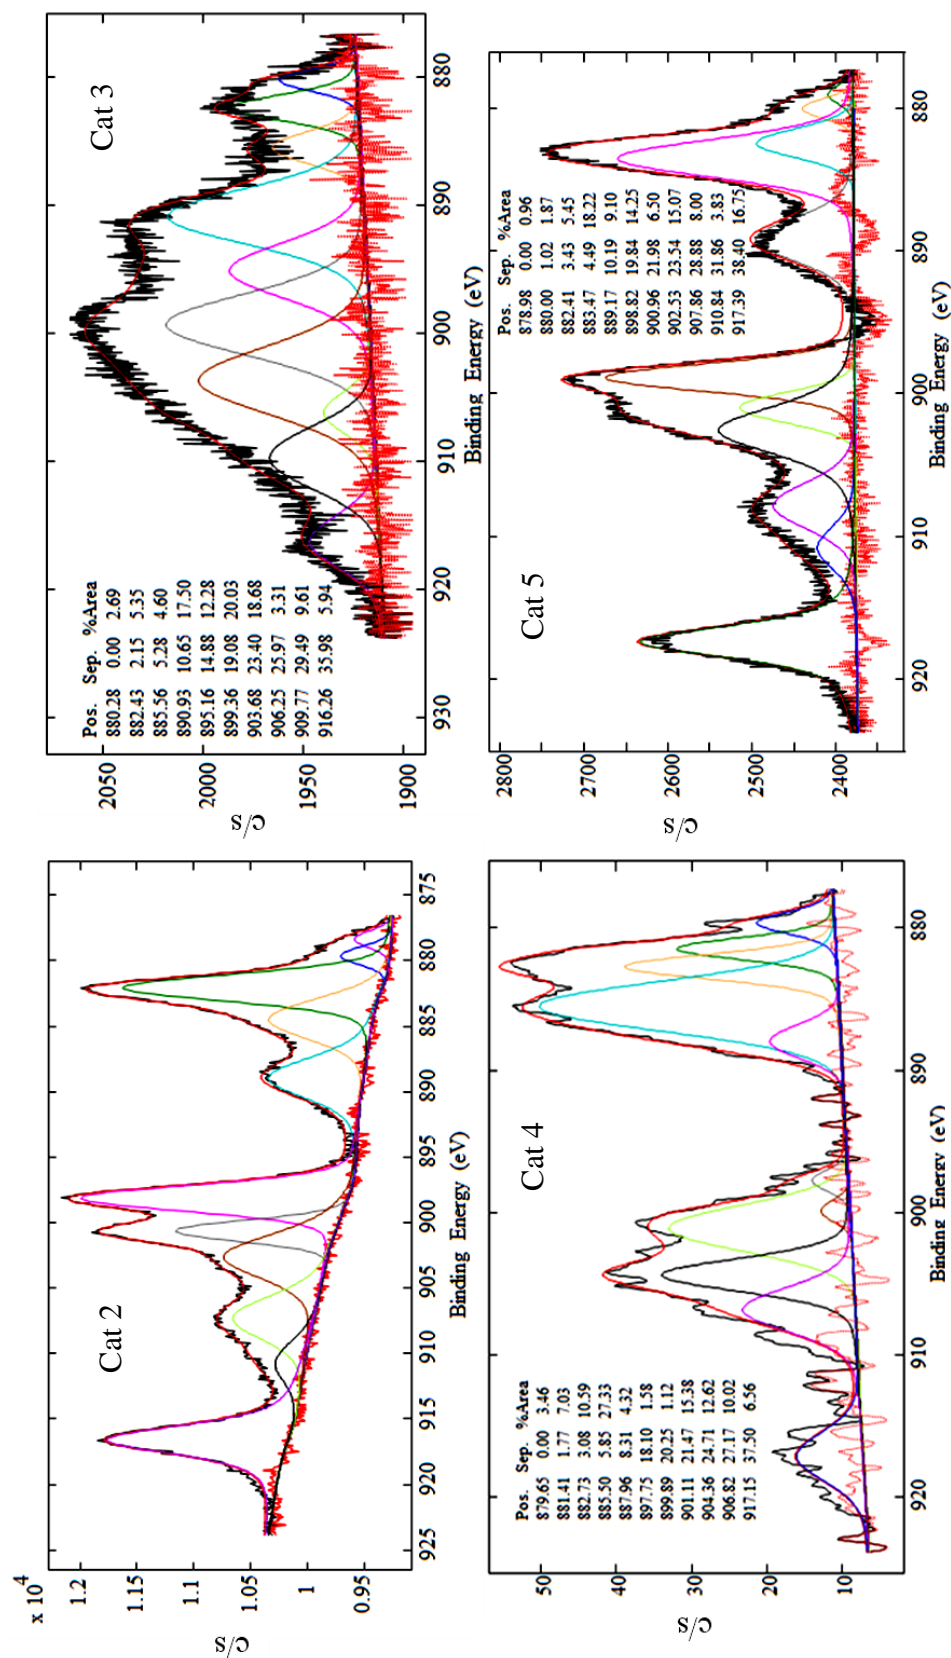 x 10⁴
1.2
1.15
1.1
1.05
1
0.95
c/s
Cat 2
925 920 915 910 905 900 895 890 885 880 875
Binding Energy (eV)
2050
2000
1950
1900
c/s
Cat 3
Pos. Sep. %Area
880.28 0.00 2.69
882.43 2.15 5.35
885.56 5.28 4.60
890.93 10.65 17.50
895.16 14.88 12.28
899.36 19.08 20.03
903.68 23.40 18.68
906.25 25.97 3.31
909.77 29.49 9.61
916.26 35.98 5.94
930 920 910 900 890 880
Binding Energy (eV)
50
40
30
20
10
c/s
Cat 4
Pos. Sep. %Area
879.65 0.00 3.46
881.41 1.77 7.03
882.73 3.08 10.59
885.50 5.85 27.33
887.96 8.31 4.32
897.75 18.10 1.58
899.89 20.25 1.12
901.11 21.47 15.38
904.36 24.71 12.62
906.82 27.17 10.02
917.15 37.50 6.56
920 910 900 890 880
Binding Energy (eV)
2800
2700
2600
2500
2400
c/s
Cat 5
Pos. Sep. %Area
878.98 0.00 0.96
880.00 1.02 1.87
882.41 3.43 5.45
883.47 4.49 18.22
889.17 10.19 9.10
898.82 19.84 14.25
900.96 21.98 6.50
902.53 23.54 15.07
907.86 28.88 8.00
910.84 31.86 3.83
917.39 38.40 16.75
920 910 900 890 880
Binding Energy (eV)